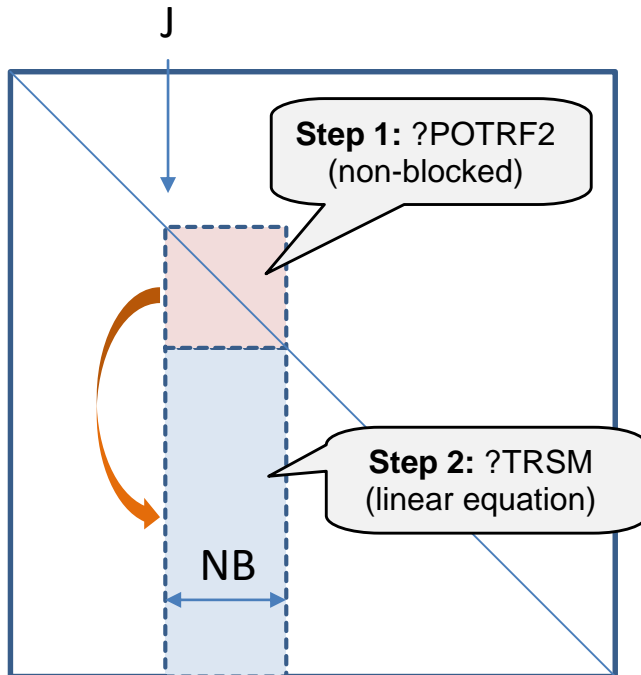 J
Step 1: ?POTRF2
(non-blocked)
Step 2: ?TRSM
(linear equation)
NB